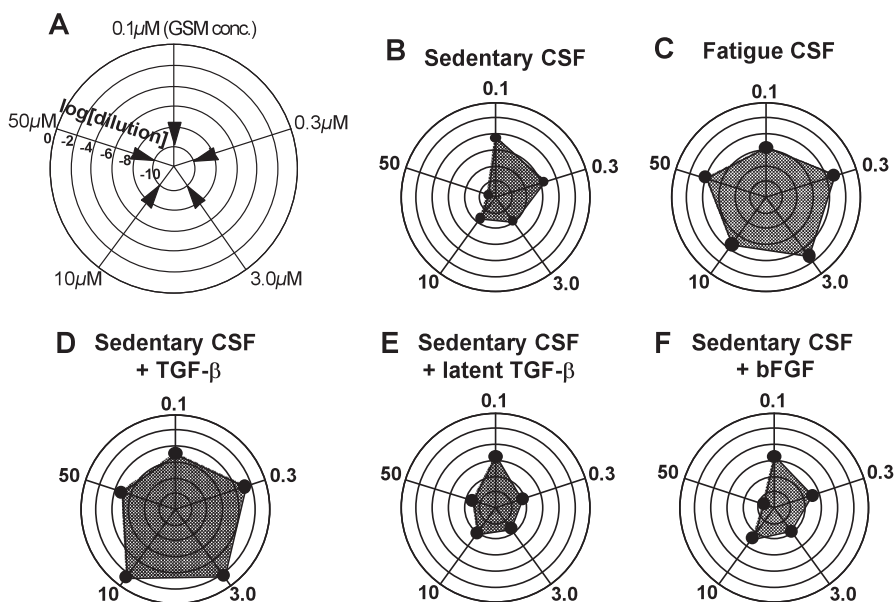 A
0.1µM (GSM conc.)
50µM
log[dilution]
0.3µM
0 -2 -4 -6 -8 -10
10µM
3.0µM
B
Sedentary CSF
0.1
50
0.3
10
3.0
C
Fatigue CSF
0.1
50
0.3
10
3.0
D
Sedentary CSF
+ TGF-β
0.1
50
0.3
10
3.0
E
Sedentary CSF
+ latent TGF-β
0.1
50
0.3
10
3.0
F
Sedentary CSF
+ bFGF
0.1
50
0.3
10
3.0